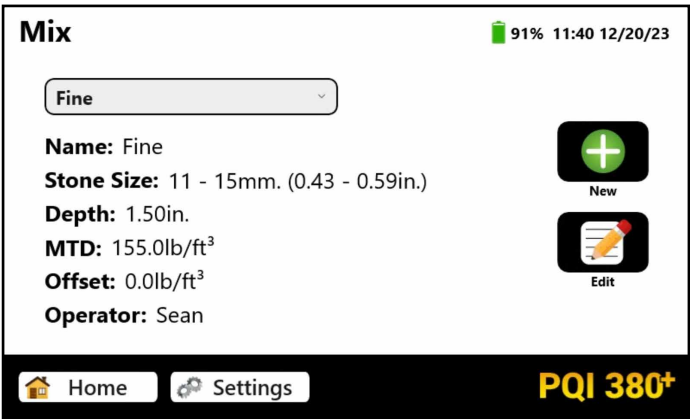 Mix
91% 11:40 12/20/23
Fine
Name: Fine
Stone Size: 11 - 15mm. (0.43 - 0.59in.)
Depth: 1.50in.
MTD: 155.0lb/ft³
Offset: 0.0lb/ft³
Operator: Sean
New
Edit
Home
Settings
PQI 380+